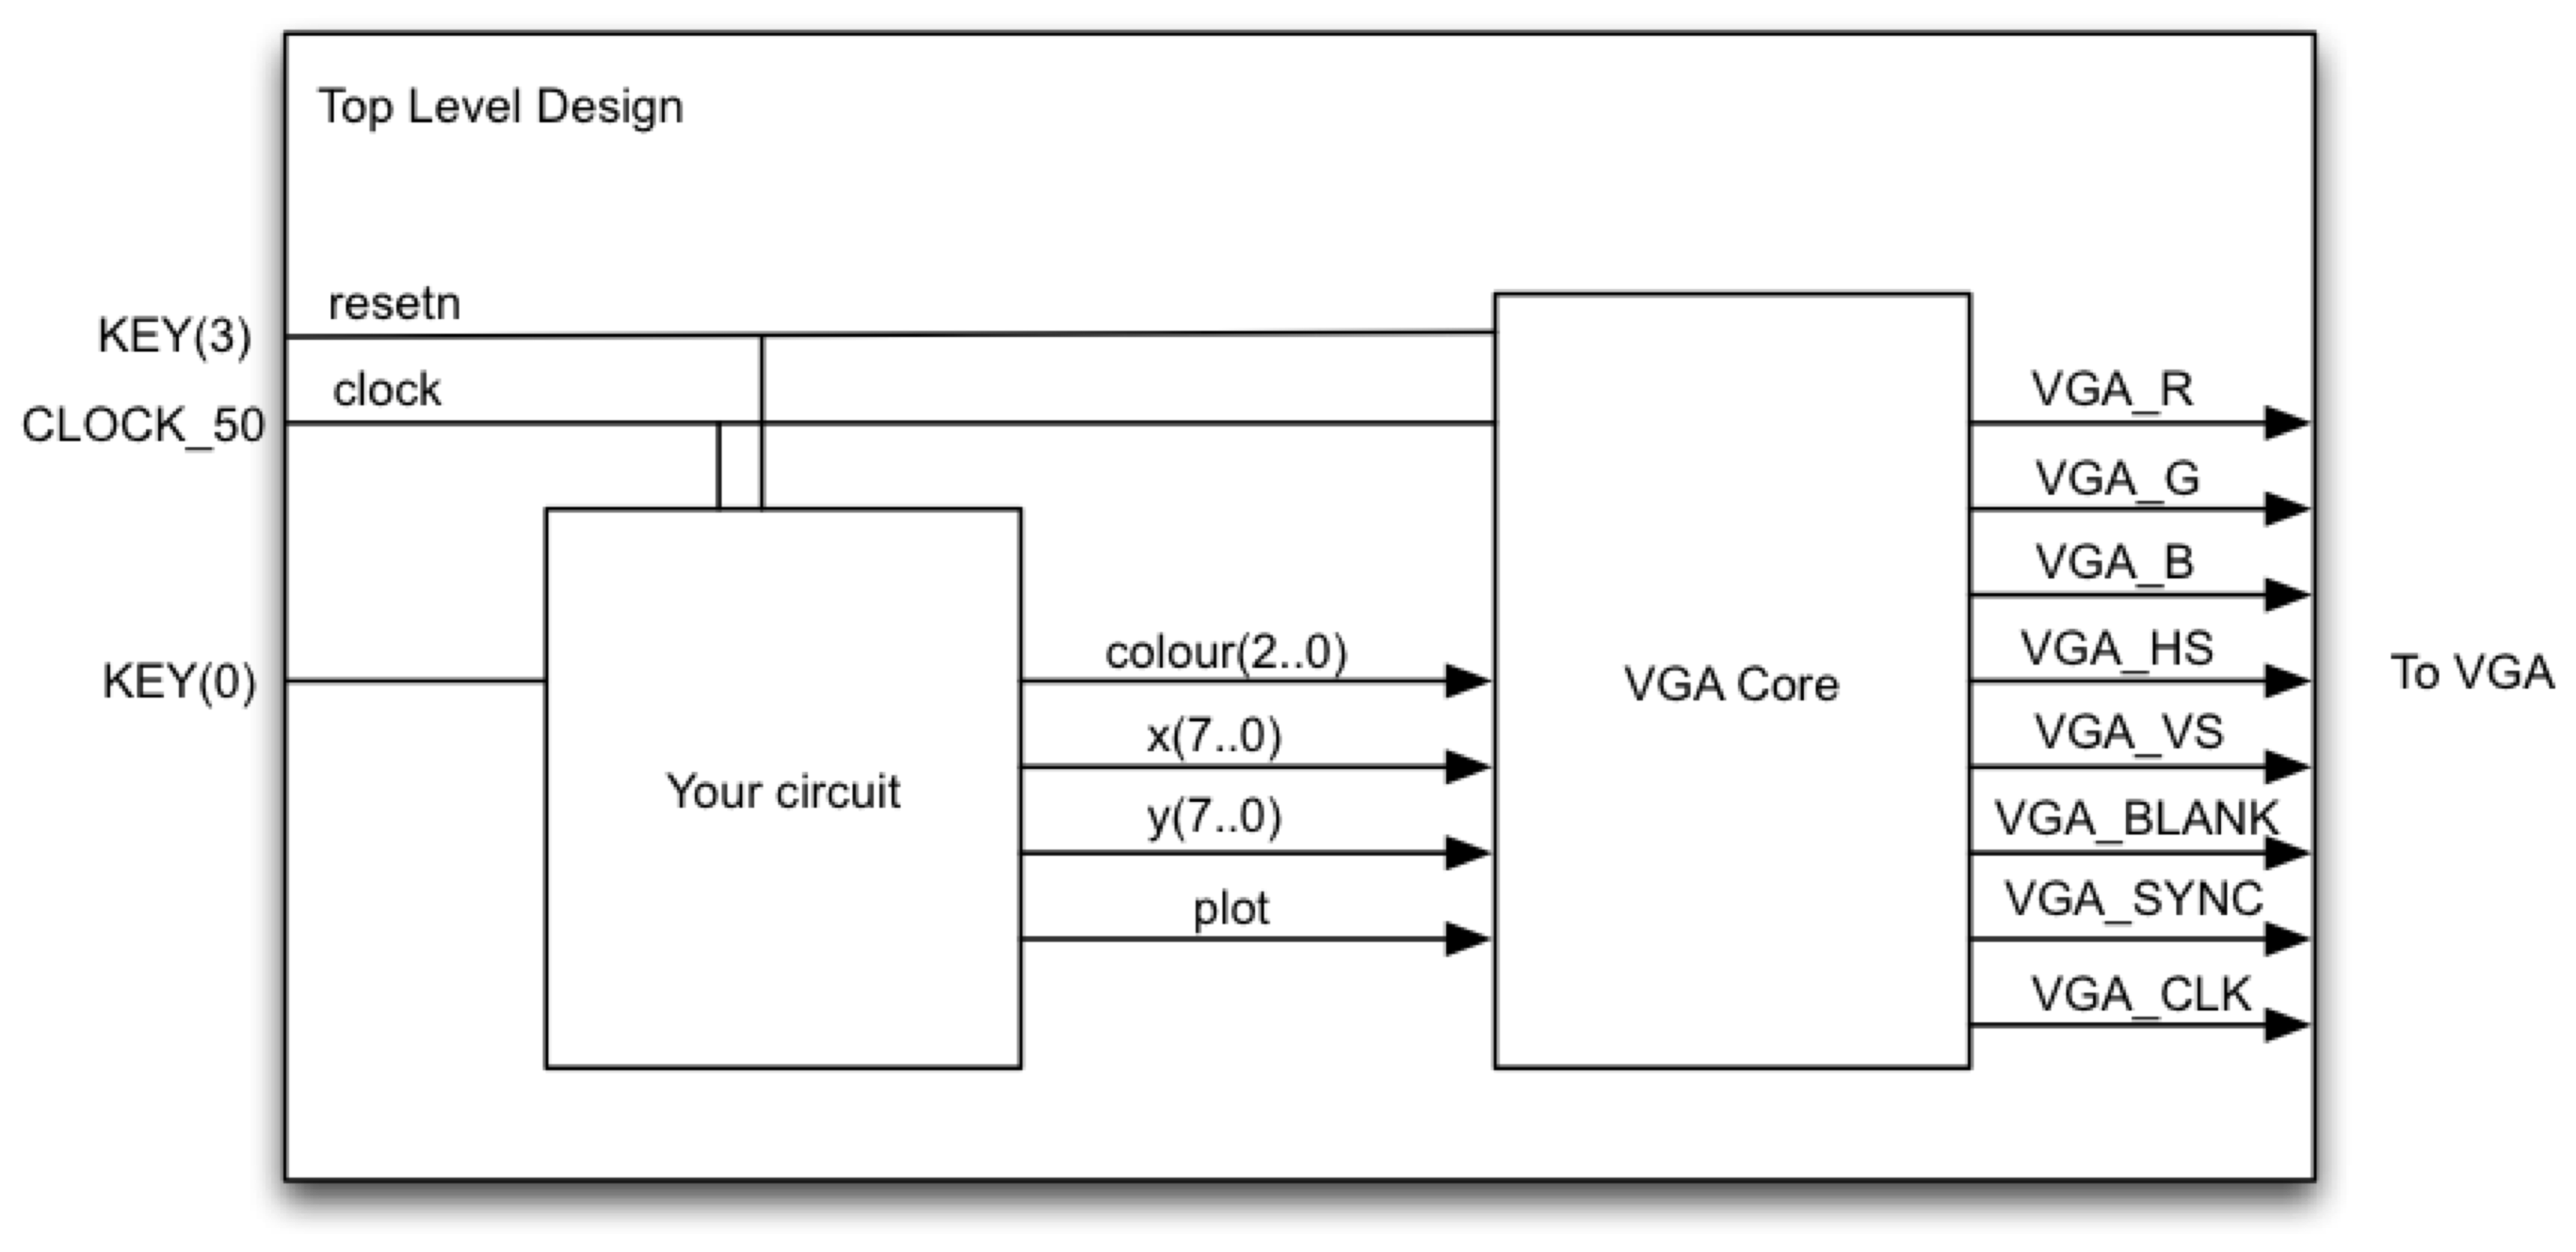 Top Level Design
resetn
KEY(3)
clock
CLOCK_50
KEY(0)
Your circuit
colour(2..0)
x(7..0)
y(7..0)
plot
VGA Core
VGA_R
VGA_G
VGA_B
VGA_HS
VGA_VS
VGA_BLANK
VGA_SYNC
VGA_CLK
To VGA